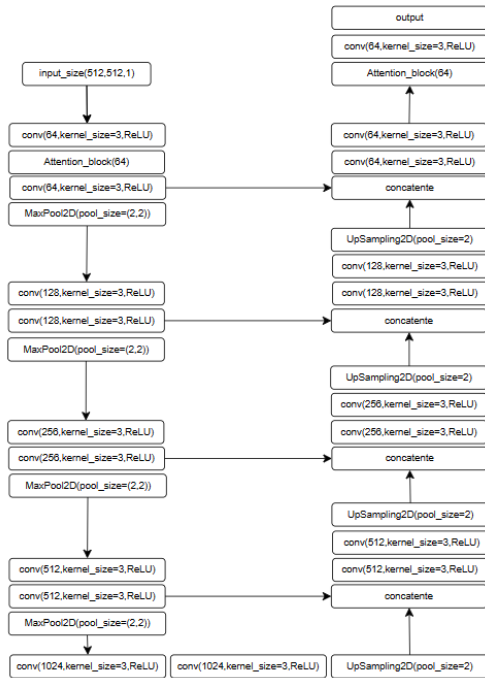 input_size(512,512,1)
conv(64,kernel_size=3,ReLU)
Attention_block(64)
conv(64,kernel_size=3,ReLU)
MaxPool2D(pool_size=(2,2))
conv(128,kernel_size=3,ReLU)
conv(128,kernel_size=3,ReLU)
MaxPool2D(pool_size=(2,2))
conv(256,kernel_size=3,ReLU)
conv(256,kernel_size=3,ReLU)
MaxPool2D(pool_size=(2,2))
conv(512,kernel_size=3,ReLU)
conv(512,kernel_size=3,ReLU)
MaxPool2D(pool_size=(2,2))
conv(1024,kernel_size=3,ReLU)
conv(1024,kernel_size=3,ReLU)
output
conv(64,kernel_size=3,ReLU)
Attention_block(64)
conv(64,kernel_size=3,ReLU)
conv(64,kernel_size=3,ReLU)
concatente
UpSampling2D(pool_size=2)
conv(128,kernel_size=3,ReLU)
conv(128,kernel_size=3,ReLU)
concatente
UpSampling2D(pool_size=2)
conv(256,kernel_size=3,ReLU)
conv(256,kernel_size=3,ReLU)
concatente
UpSampling2D(pool_size=2)
conv(512,kernel_size=3,ReLU)
conv(512,kernel_size=3,ReLU)
concatente
UpSampling2D(pool_size=2)